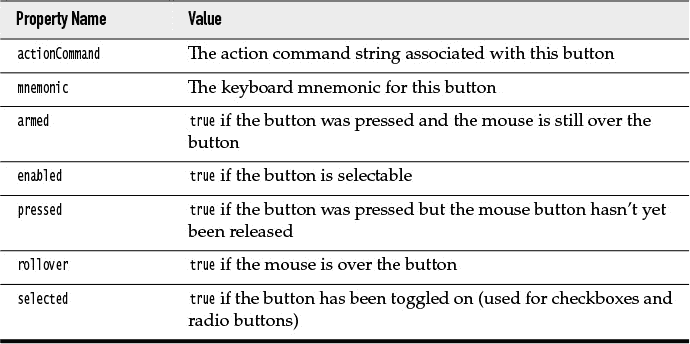 Property Name Value
actionCommand The action command string associated with this button
mnemonic The keyboard mnemonic for this button
armed true if the button was pressed and the mouse is still over the
button
enabled true if the button is selectable
pressed true if the button was pressed but the mouse button hasn’t yet
been released
rollover true if the mouse is over the button
selected true if the button has been toggled on (used for checkboxes and
radio buttons)